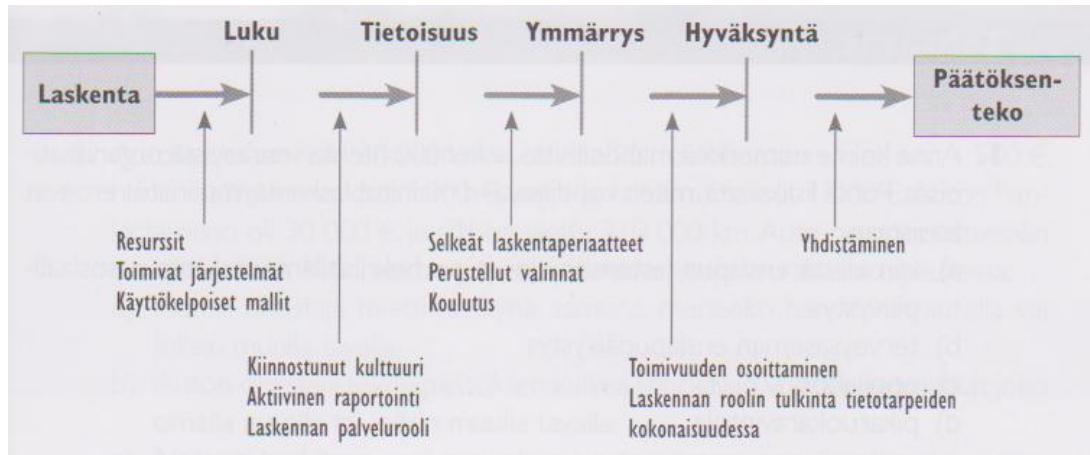 Luku Tietoisuus Ymmärrys Hyväksyntä
Laskenta
Päätöksen-
teko
Resurssit
Toimivat järjestelmät
Käyttökelpoiset mallit
Selkeät laskentaperiaatteet
Perustellut valinnat
Koulutus
Yhdistäminen
Kiinnostunut kulttuuri
Aktiivinen raportointi
Laskennan palvelurooli
Toimivuuden osoittaminen
Laskennan roolin tulkinta tietotarpeiden
kokonaisuudessa